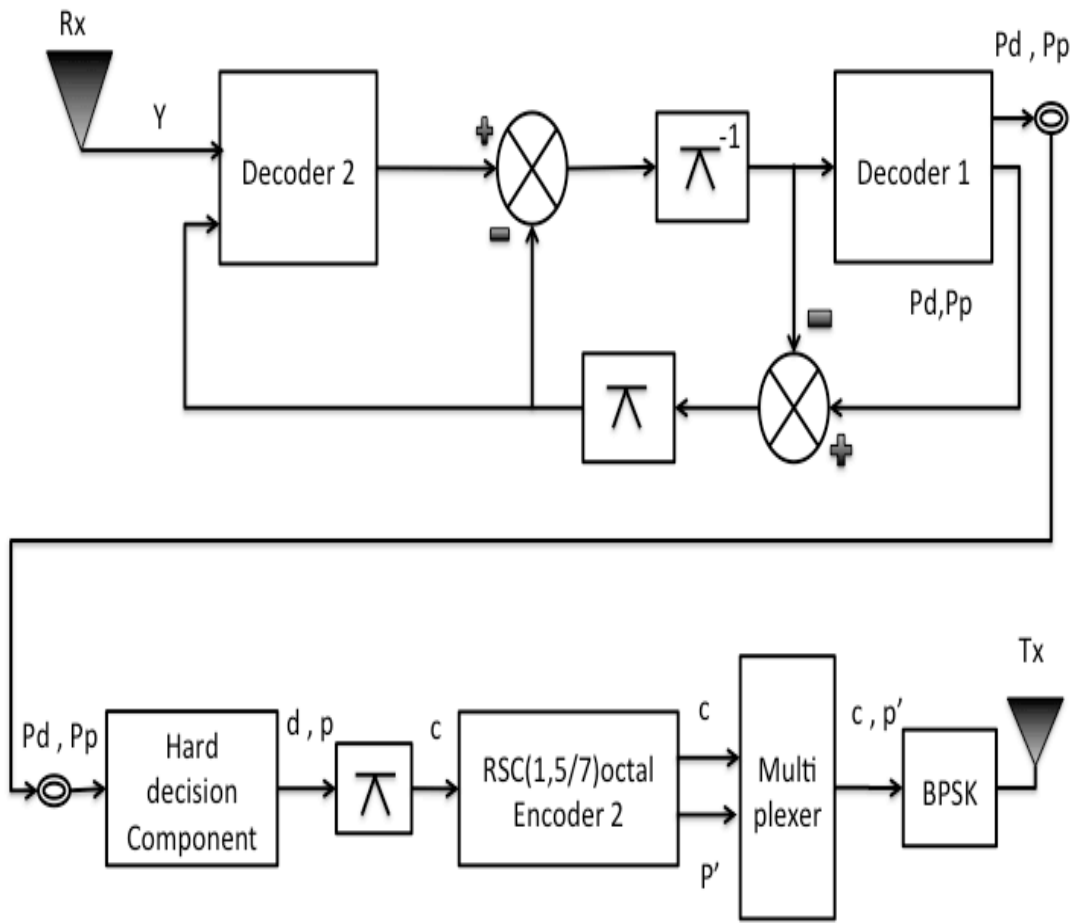 Rx
Y
Decoder 2
+
-
-1
Decoder 1
Pd , Pp
Pd,Pp
-
+
Pd , Pp
Hard
decision
Component
d , p
c
RSC(1,5/7)octal
Encoder 2
c
P’
Multi
plexer
c , p’
BPSK
Tx